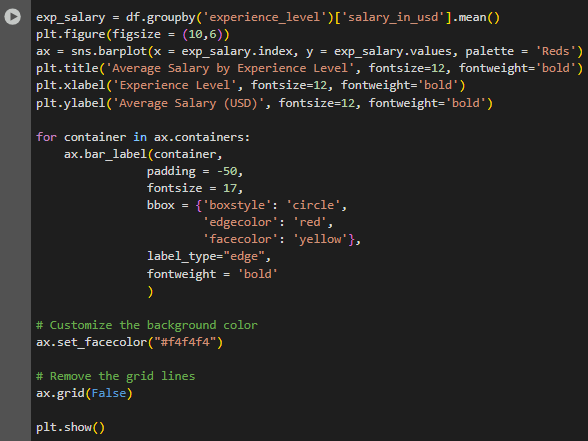 exp_salary = df.groupby('experience_level')['salary_in_usd'].mean()
plt.figure(figsize = (10,6))
ax = sns.barplot(x = exp_salary.index, y = exp_salary.values, palette = 'Reds')
plt.title('Average Salary by Experience Level', fontsize=12, fontweight='bold')
plt.xlabel('Experience Level', fontsize=12, fontweight='bold')
plt.ylabel('Average Salary (USD)', fontsize=12, fontweight='bold')

for container in ax.containers:
    ax.bar_label(container,
                padding = -50,
                fontsize = 17,
                bbox = {'boxstyle': 'circle',
                        'edgecolor': 'red',
                        'facecolor': 'yellow'},
                label_type="edge",
                fontweight = 'bold'
                )

# Customize the background color
ax.set_facecolor("#f4f4f4")

# Remove the grid lines
ax.grid(False)

plt.show()